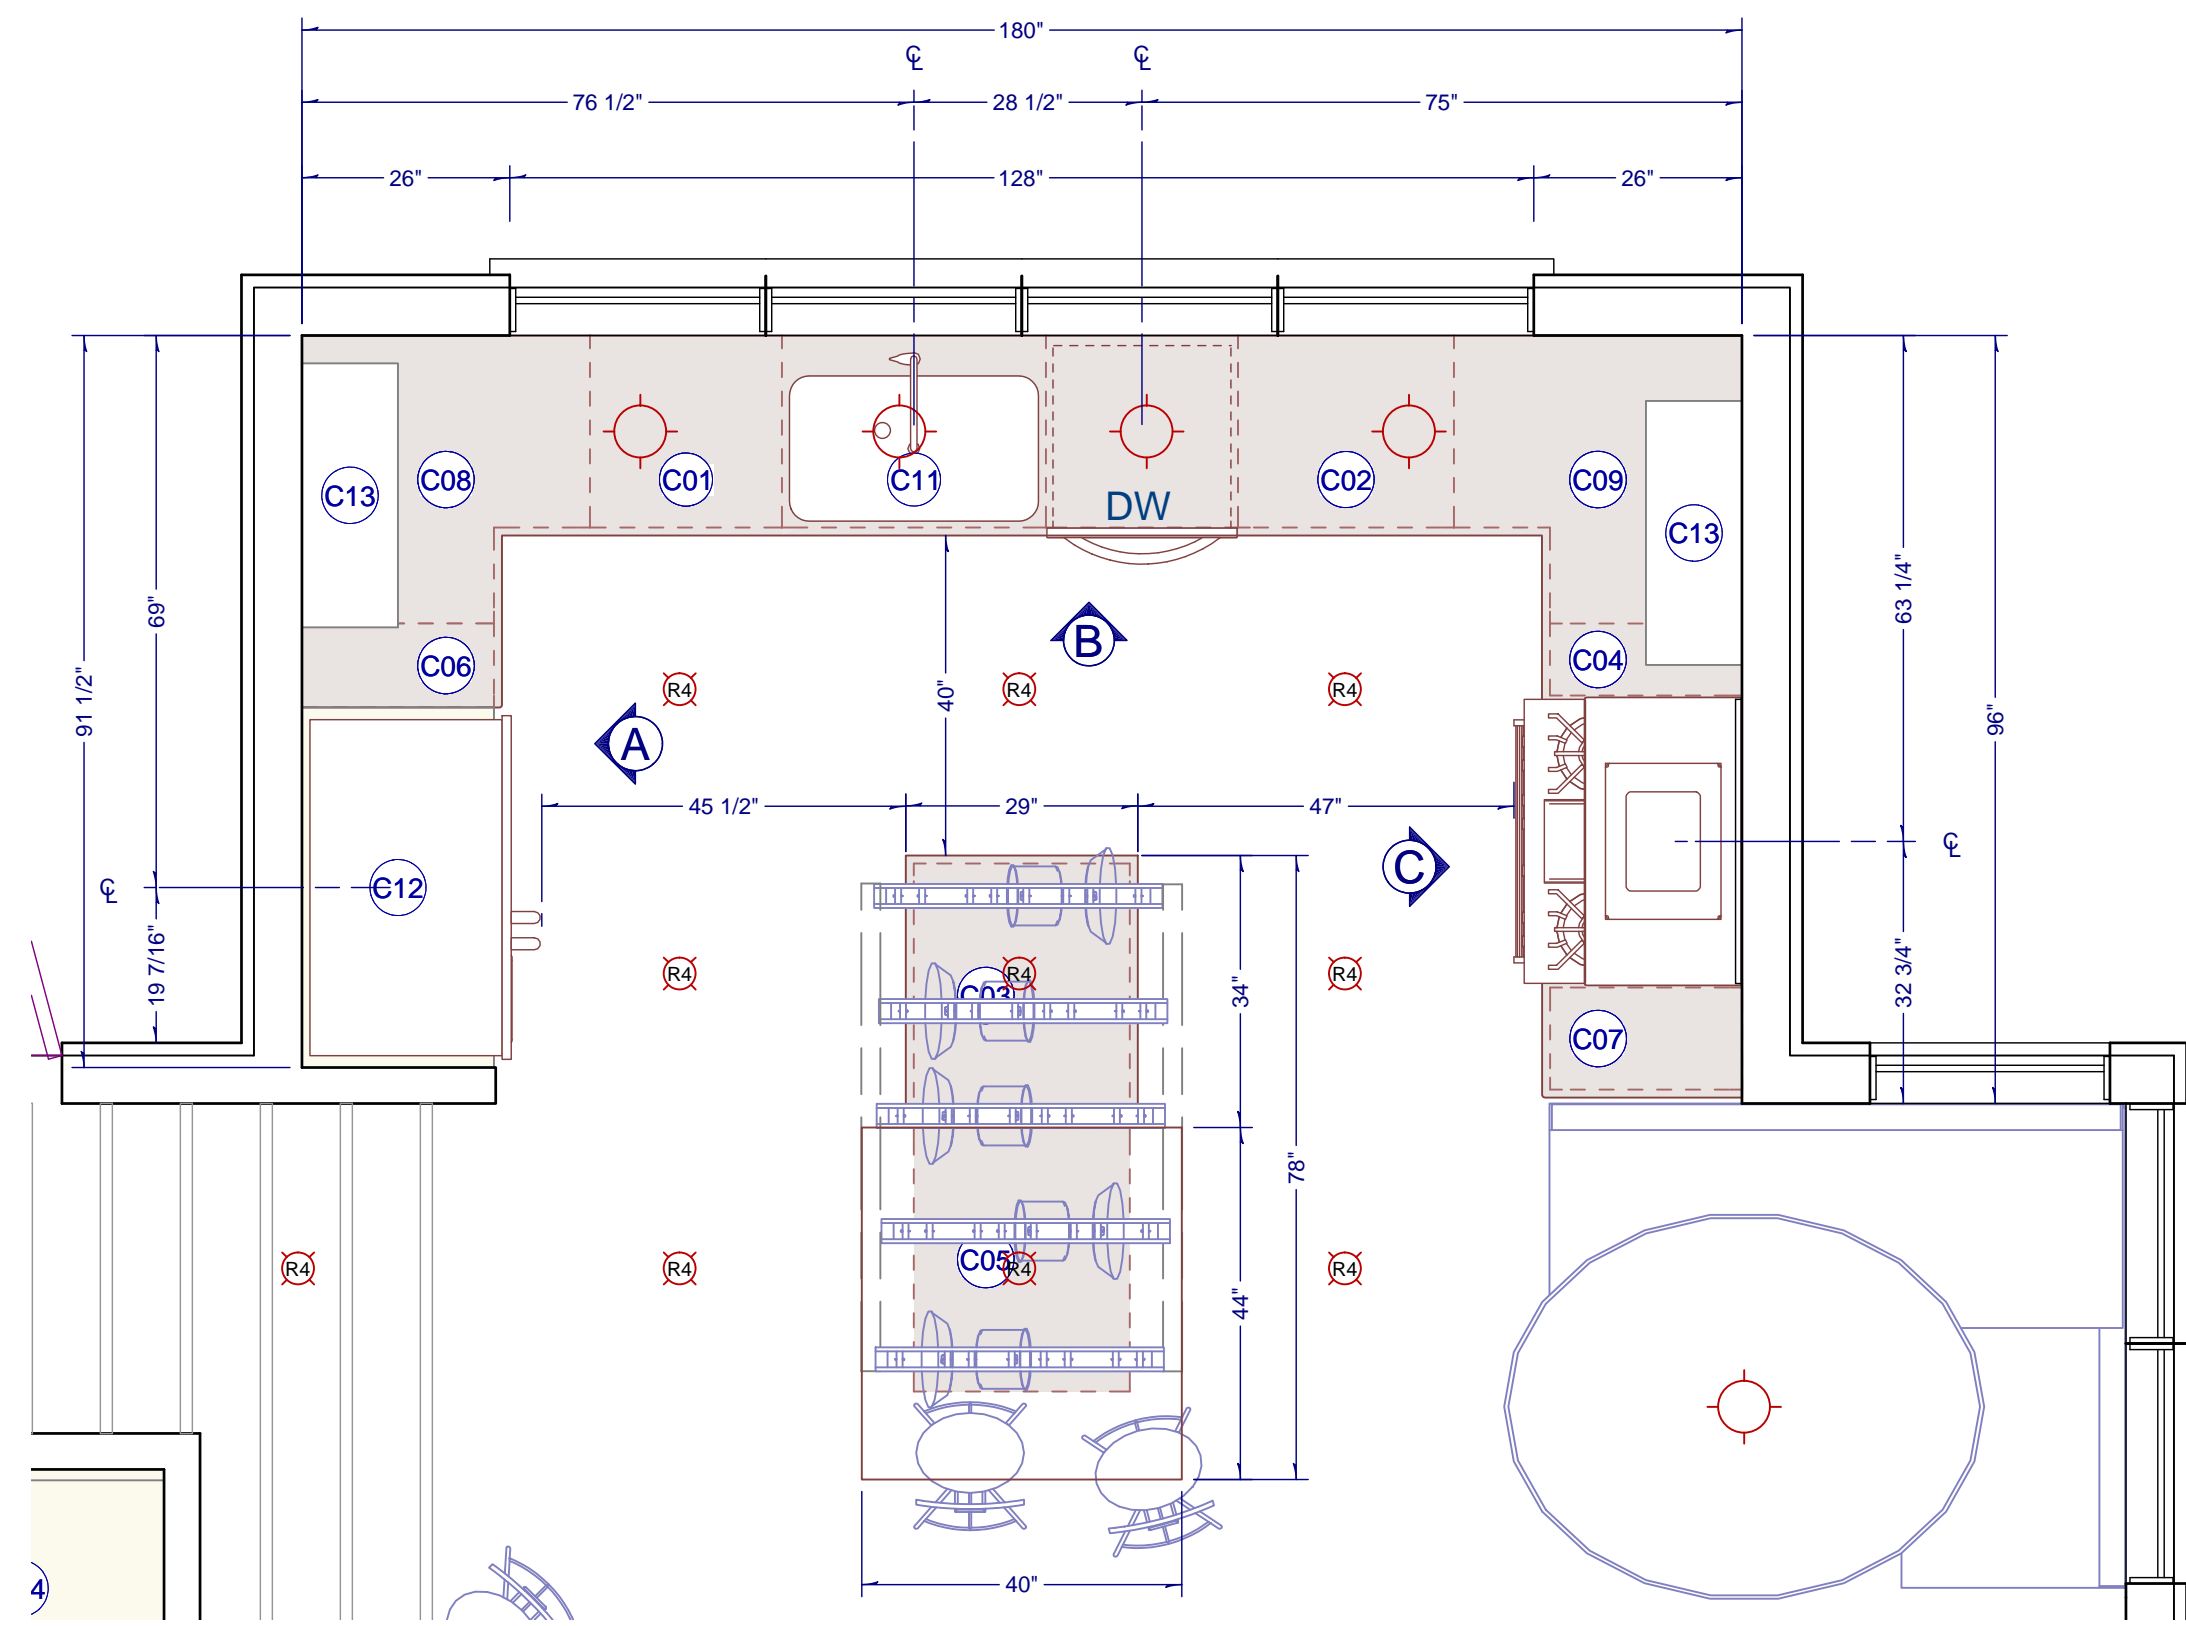 180"
℄ ℄
76 1/2" 28 1/2" 75"
26" 128" 26"
C13 C08 C01 C11 DW C02 C09 C13
69" 63 1/4"
91 1/2" C06 40" B C04 96"
R4 R4 R4
A
45 1/2" 29" 47"
℄ C12 C ℄
19 7/16" 34" 32 3/4"
R4 C03 R4 R4
C07
78"
R4 R4 C05 R4 R4
44"
40"
4